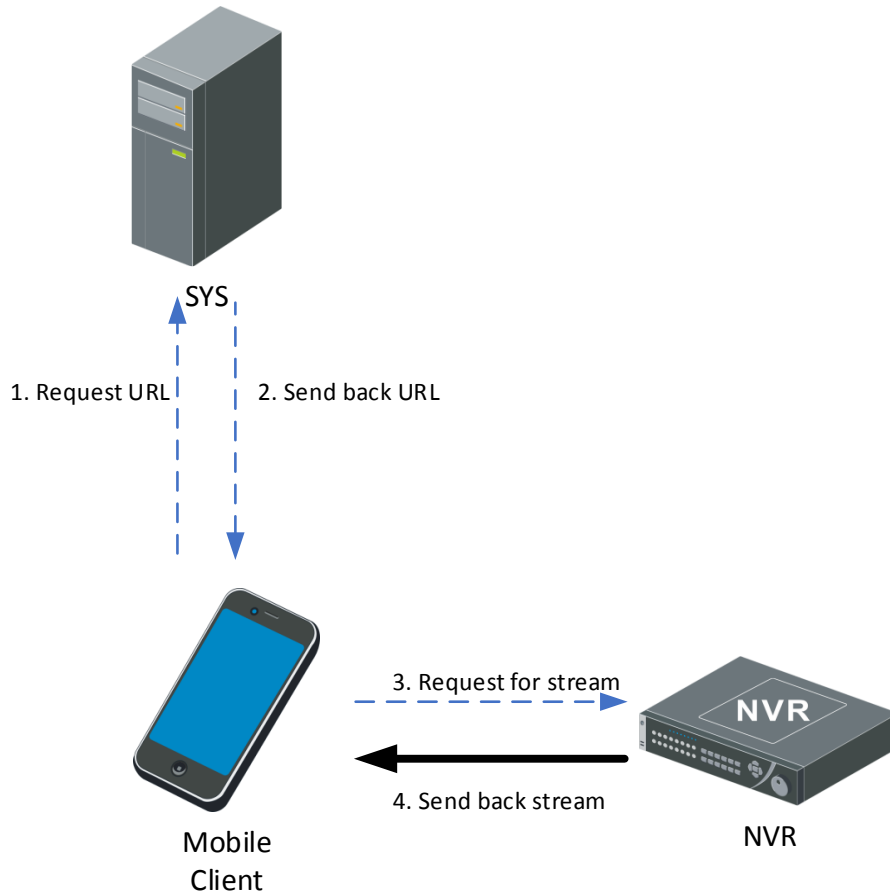 SYS
1. Request URL
2. Send back URL
3. Request for stream
NVR
4. Send back stream
NVR
Mobile
Client